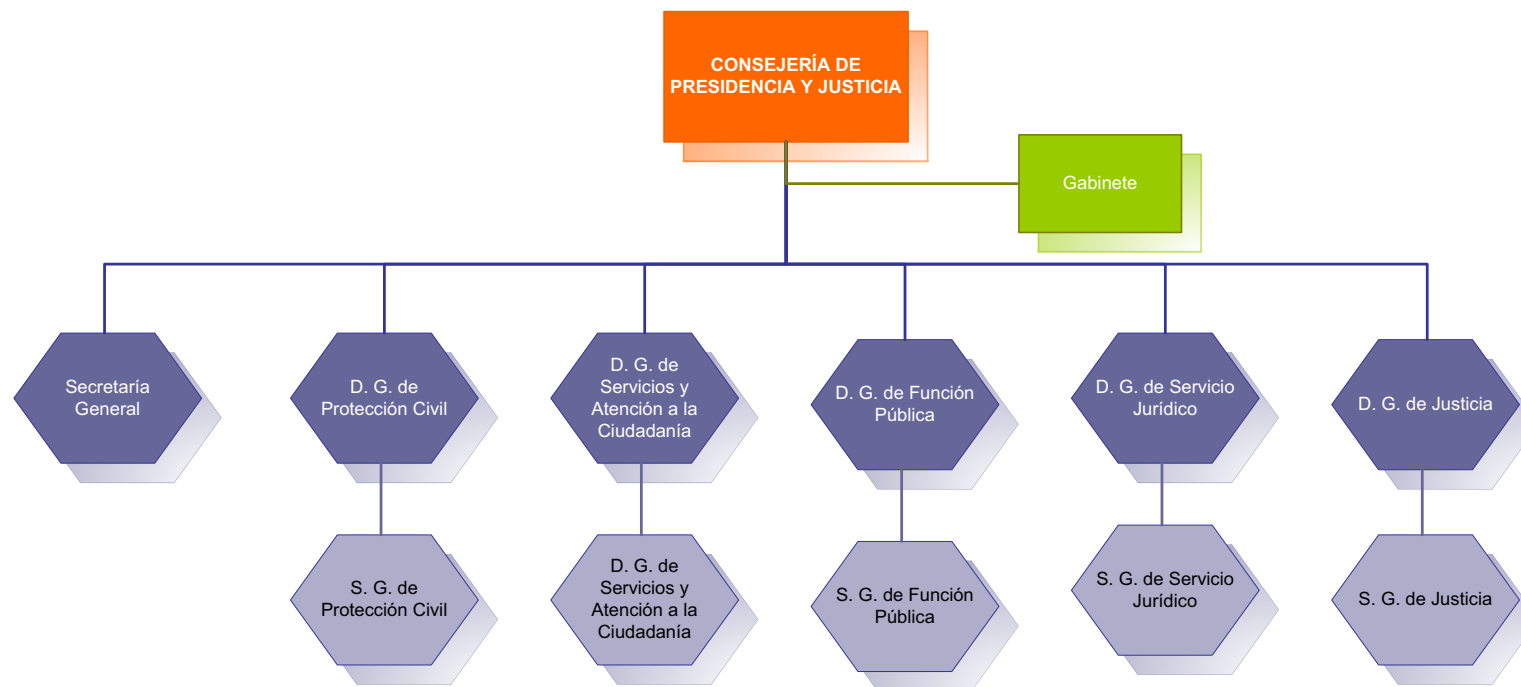 CONSEJERÍA DE
PRESIDENCIA Y JUSTICIA
Gabinete
Secretaría
General
D. G. de
Protección Civil
D. G. de
Servicios y
Atención a la
Ciudadanía
D. G. de Función
Pública
D. G. de Servicio
Jurídico
D. G. de Justicia
S. G. de
Protección Civil
D. G. de
Servicios y
Atención a la
Ciudadanía
S. G. de Función
Pública
S. G. de Servicio
Jurídico
S. G. de Justicia